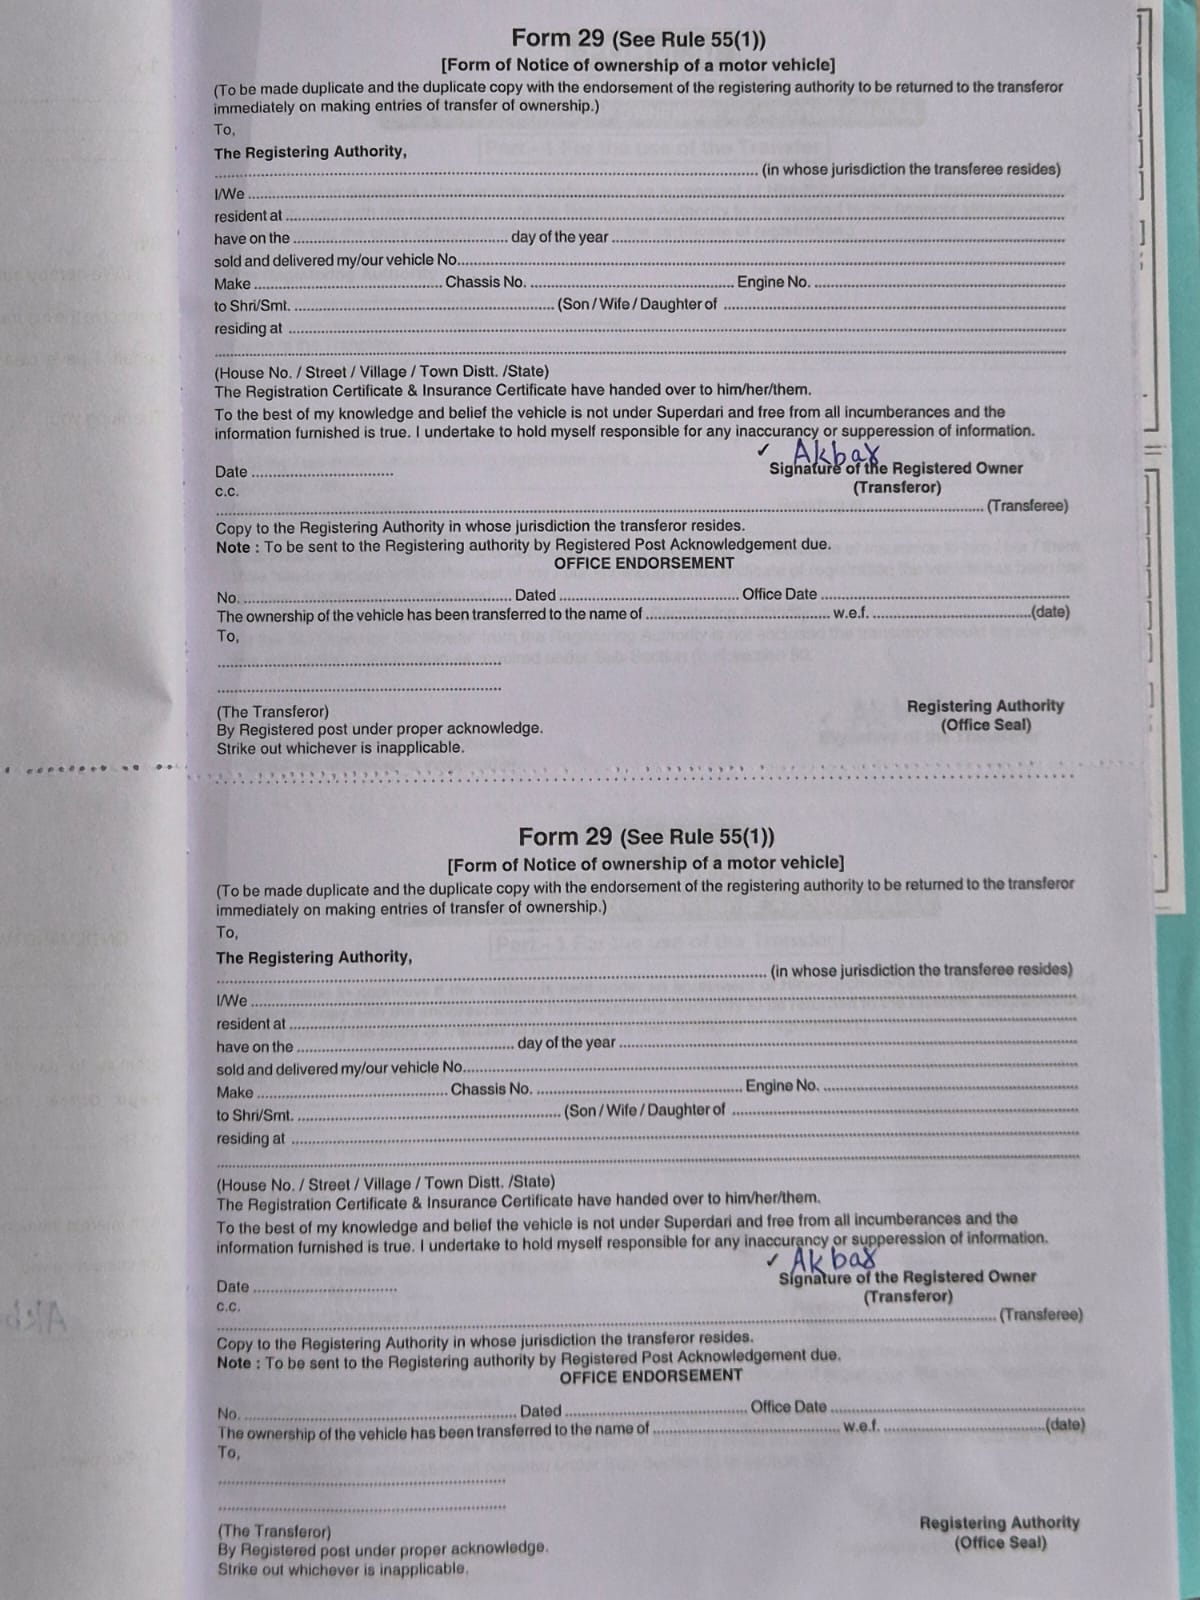 Form 29 (See Rule 55(1))
[Form of Notice of ownership of a motor vehicle]
(To be made duplicate and the duplicate copy with the endorsement of the registering authority to be returned to the transferor
immediately on making entries of transfer of ownership.)
To,
The Registering Authority,
.................... (in whose jurisdiction the transferee resides)
I/We ....................
resident at ....................
have on the .................... day of the year ....................
sold and delivered my/our vehicle No. ....................
Make .................... Chassis No. .................... Engine No. ....................
to Shri/Smt. .................... (Son / Wife / Daughter of ....................
residing at ....................
....................
(House No. / Street / Village / Town Distt. /State)
The Registration Certificate & Insurance Certificate have handed over to him/her/them.
To the best of my knowledge and belief the vehicle is not under Superdari and free from all incumberances and the
information furnished is true. I undertake to hold myself responsible for any inaccurancy or supperession of information.
✓ Akbar
Date .................... Signature of the Registered Owner
c.c. (Transferor)
.................... (Transferee)
Copy to the Registering Authority in whose jurisdiction the transferor resides.
Note : To be sent to the Registering authority by Registered Post Acknowledgement due.
OFFICE ENDORSEMENT
No. .................... Dated .................... Office Date ....................
The ownership of the vehicle has been transferred to the name of .................... w.e.f. ....................(date)
To,
....................
....................
(The Transferor) Registering Authority
By Registered post under proper acknowledge. (Office Seal)
Strike out whichever is inapplicable.
Form 29 (See Rule 55(1))
[Form of Notice of ownership of a motor vehicle]
(To be made duplicate and the duplicate copy with the endorsement of the registering authority to be returned to the transferor
immediately on making entries of transfer of ownership.)
To,
The Registering Authority,
.................... (in whose jurisdiction the transferee resides)
I/We ....................
resident at ....................
have on the .................... day of the year ....................
sold and delivered my/our vehicle No. ....................
Make .................... Chassis No. .................... Engine No. ....................
to Shri/Smt. .................... (Son / Wife / Daughter of ....................
residing at ....................
....................
(House No. / Street / Village / Town Distt. /State)
The Registration Certificate & Insurance Certificate have handed over to him/her/them.
To the best of my knowledge and belief the vehicle is not under Superdari and free from all incumberances and the
information furnished is true. I undertake to hold myself responsible for any inaccurancy or supperession of information.
✓ Akbar
Date .................... Signature of the Registered Owner
c.c. (Transferor)
.................... (Transferee)
Copy to the Registering Authority in whose jurisdiction the transferor resides.
Note : To be sent to the Registering authority by Registered Post Acknowledgement due.
OFFICE ENDORSEMENT
No. .................... Dated .................... Office Date ....................
The ownership of the vehicle has been transferred to the name of .................... w.e.f. ....................(date)
To,
....................
....................
(The Transferor) Registering Authority
By Registered post under proper acknowledge. (Office Seal)
Strike out whichever is inapplicable.